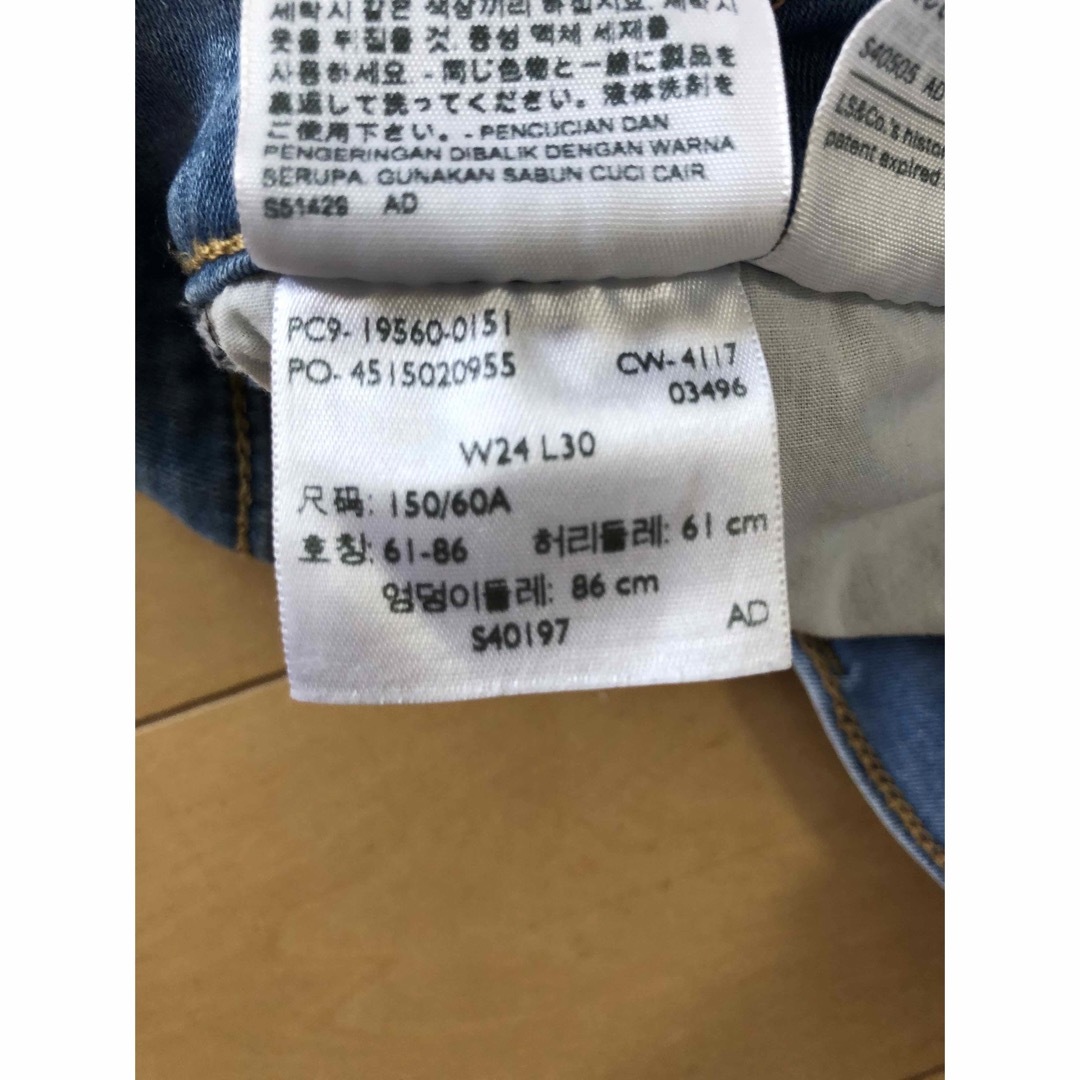 세탁시 같은 색상끼리 하십시요. 세탁시
옷을 뒤집을 것. 중성 액체 세제를
사용하세요 - 同じ色物と一緒に製品を
裏返して洗ってください。液体洗剤を
ご使用下さい。- PENCUCIAN DAN
PENGERINGAN DIBALIK DENGAN WARNA
SERUPA. GUNAKAN SABUN CUCI CAIR
S51429 AD
S40505 AD
LS&Co.'s histo
patent expired
PC9-19560-0151
PO-4515020955 CW-4117
03496
W24 L30
尺码: 150/60A
호칭: 61-86 허리둘레: 61 cm
엉덩이둘레: 86 cm
S40197 AD